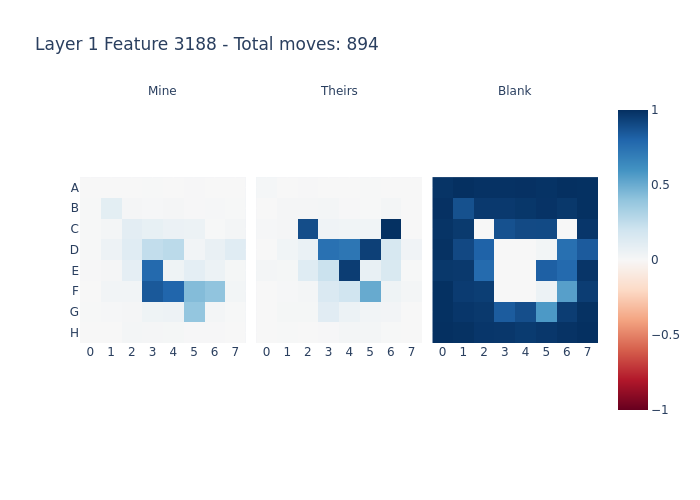 Layer 1 Feature 3188 - Total moves: 894
Mine
Theirs
Blank
A
B
C
D
E
F
G
H
0 1 2 3 4 5 6 7
0 1 2 3 4 5 6 7
0 1 2 3 4 5 6 7
1
0.5
0
−0.5
−1